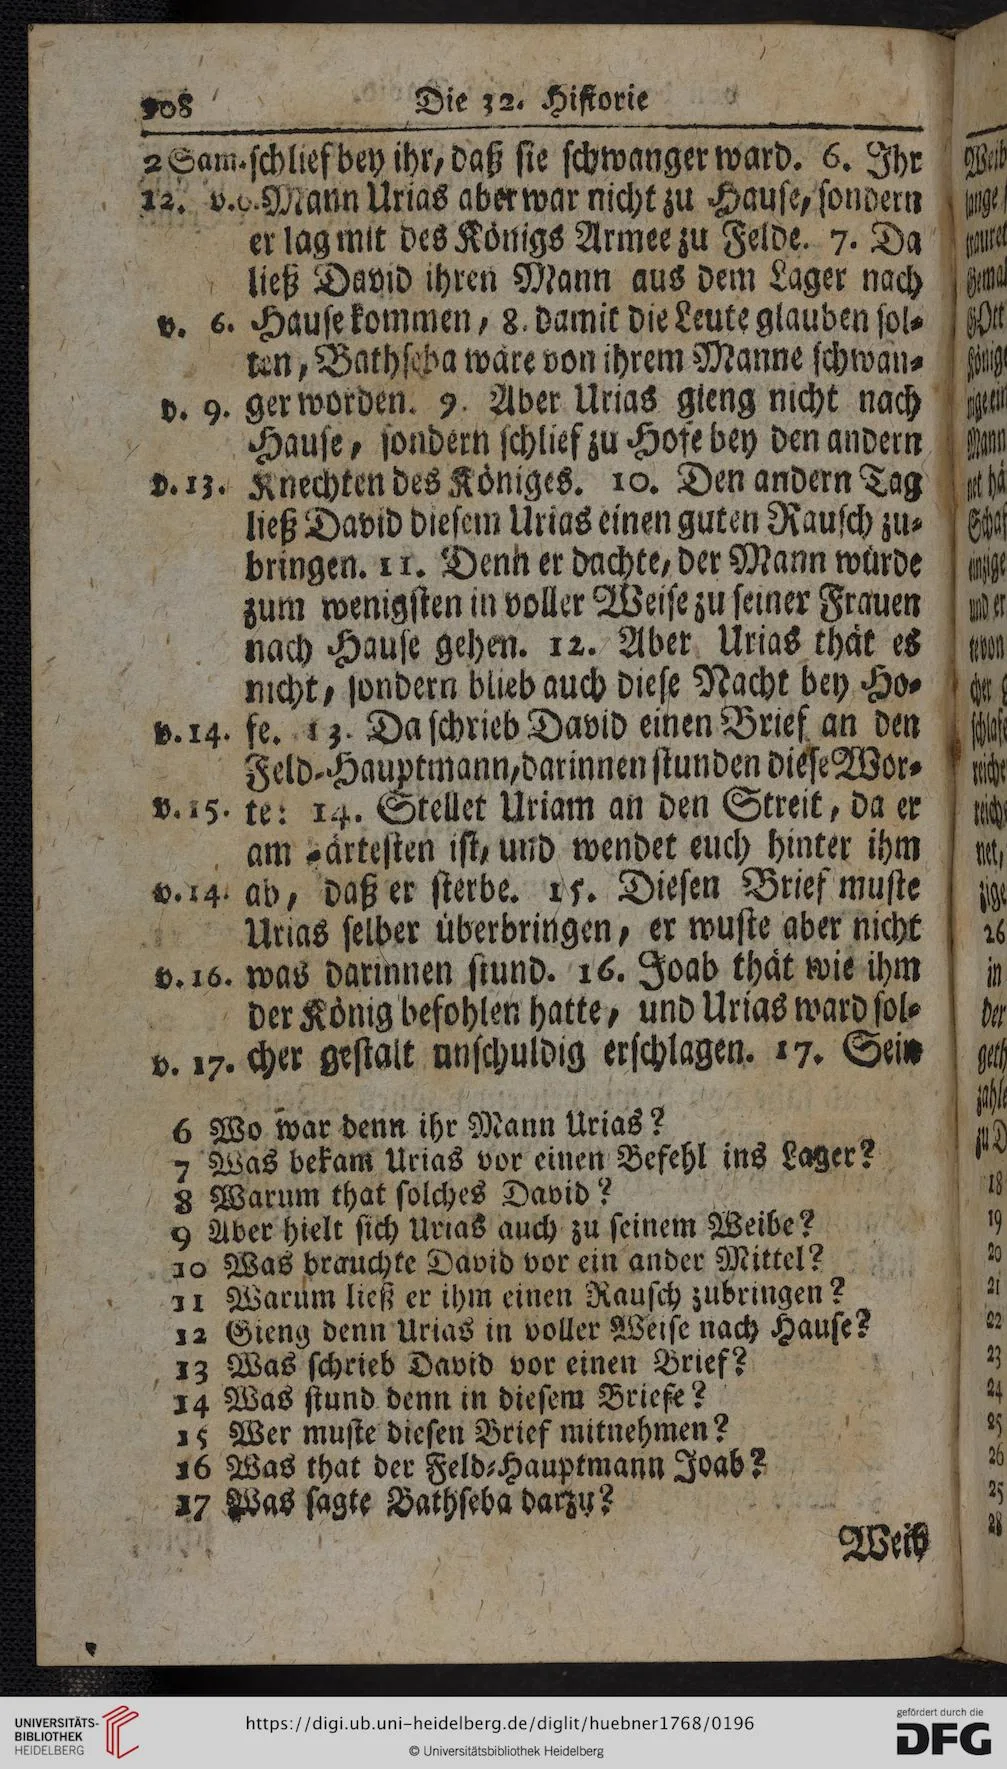 108 Die 32. Historie
2 Sam. schlief bey ihr, daß sie schwanger ward. 6. Ihr
12. v.6. Mann Urias aber war nicht zu Hause, sondern
er lag mit des Königs Armee zu Felde. 7. Da
ließ David ihren Mann aus dem Lager nach
v. 6. Hause kommen, 8. damit die Leute glauben sol-
ten, Bathseba wäre von ihrem Manne schwan-
v. 9. ger worden. 9. Aber Urias gieng nicht nach
Hause, sondern schlief zu Hofe bey den andern
v.13. Knechten des Königes. 10. Den andern Tag
ließ David diesem Urias einen guten Rausch zu-
bringen. 11. Denn er dachte, der Mann würde
zum wenigsten in voller Weise zu seiner Frauen
nach Hause gehen. 12. Aber Urias thät es
nicht, sondern blieb auch diese Nacht bey Ho-
v.14. fe. 13. Da schrieb David einen Brief an den
Feld-Hauptmann, darinnen stunden diese Wor-
v.15. te: 14. Stellet Uriam an den Streit, da er
am härtesten ist, und wendet euch hinter ihm
v.14. ab, daß er sterbe. 15. Diesen Brief muste
Urias selber überbringen, er wuste aber nicht
v.16. was darinnen stund. 16. Joab thät wie ihm
der König befohlen hatte, und Urias ward sol-
v. 17. cher gestalt unschuldig erschlagen. 17. Sein
6 Wo war denn ihr Mann Urias?
7 Was bekam Urias vor einen Befehl ins Lager?
8 Warum that solches David?
9 Aber hielt sich Urias auch zu seinem Weibe?
10 Was brauchte David vor ein ander Mittel?
11 Warum ließ er ihm einen Rausch zubringen?
12 Gieng denn Urias in voller Weise nach Hause?
13 Was schrieb David vor einen Brief?
14 Was stund denn in diesem Briefe?
15 Wer muste diesen Brief mitnehmen?
16 Was that der Feld-Hauptmann Joab?
17 Was sagte Bathseba darzu?
Weib
UNIVERSITÄTS-
BIBLIOTHEK
HEIDELBERG
https://digi.ub.uni-heidelberg.de/diglit/huebner1768/0196
© Universitätsbibliothek Heidelberg
gefördert durch die
DFG